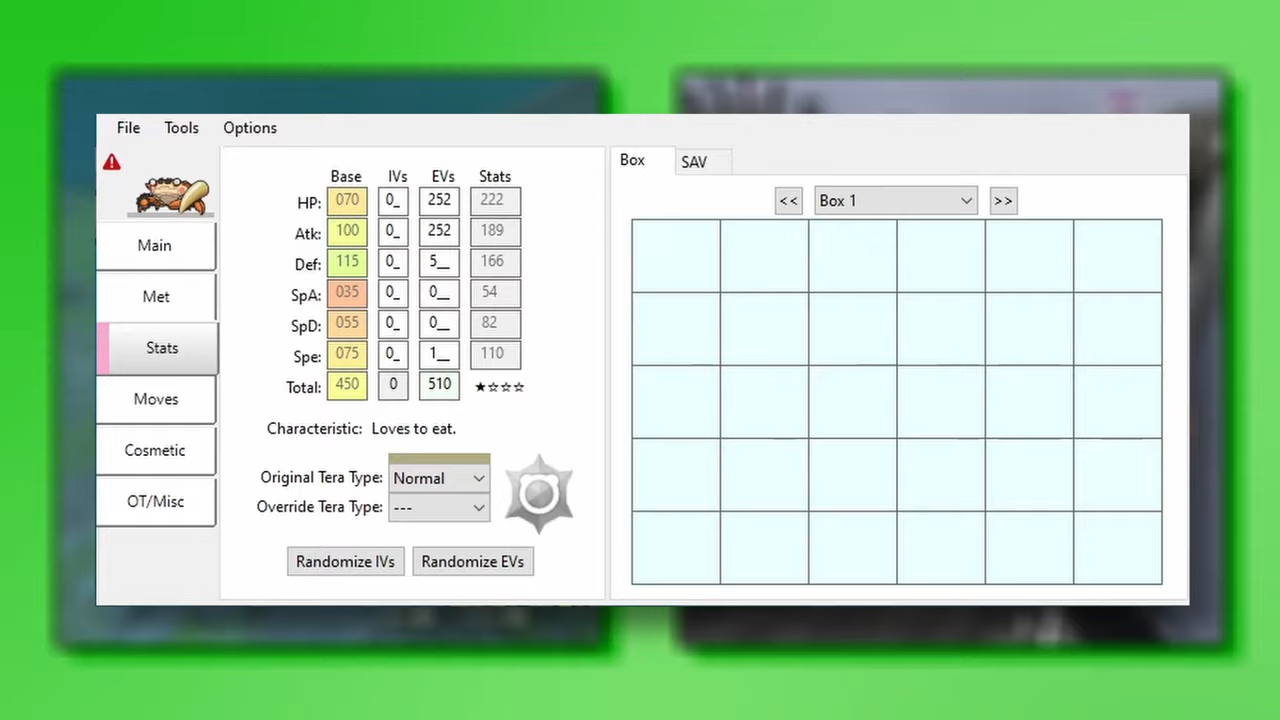 File Tools Options
Main
Met
Stats
Moves
Cosmetic
OT/Misc
Base IVs EVs Stats
HP: 070 0_ 252 222
Atk: 100 0_ 252 189
Def: 115 0_ 5__ 166
SpA: 035 0_ 0__ 54
SpD: 055 0_ 0__ 82
Spe: 075 0_ 1__ 110
Total: 450 0 510 ★☆☆☆
Characteristic: Loves to eat.
Original Tera Type: Normal
Override Tera Type: ---
Randomize IVs Randomize EVs
Box SAV
<< Box 1 >>